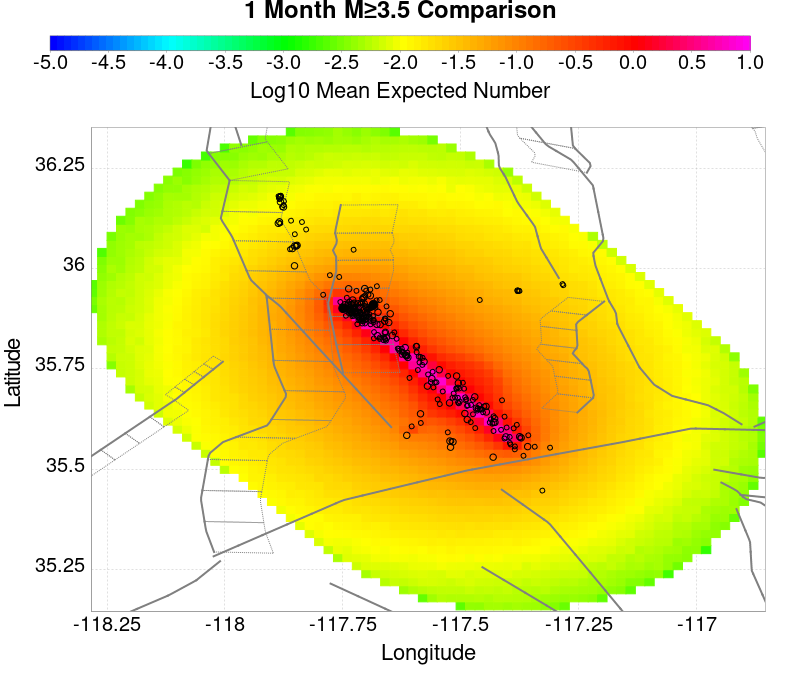 1 Month M≥3.5 Comparison
-5.0 -4.5 -4.0 -3.5 -3.0 -2.5 -2.0 -1.5 -1.0 -0.5 0.0 0.5 1.0
Log10 Mean Expected Number
36.25
36
35.75
35.5
35.25
Latitude
-118.25 -118 -117.75 -117.5 -117.25 -117
Longitude